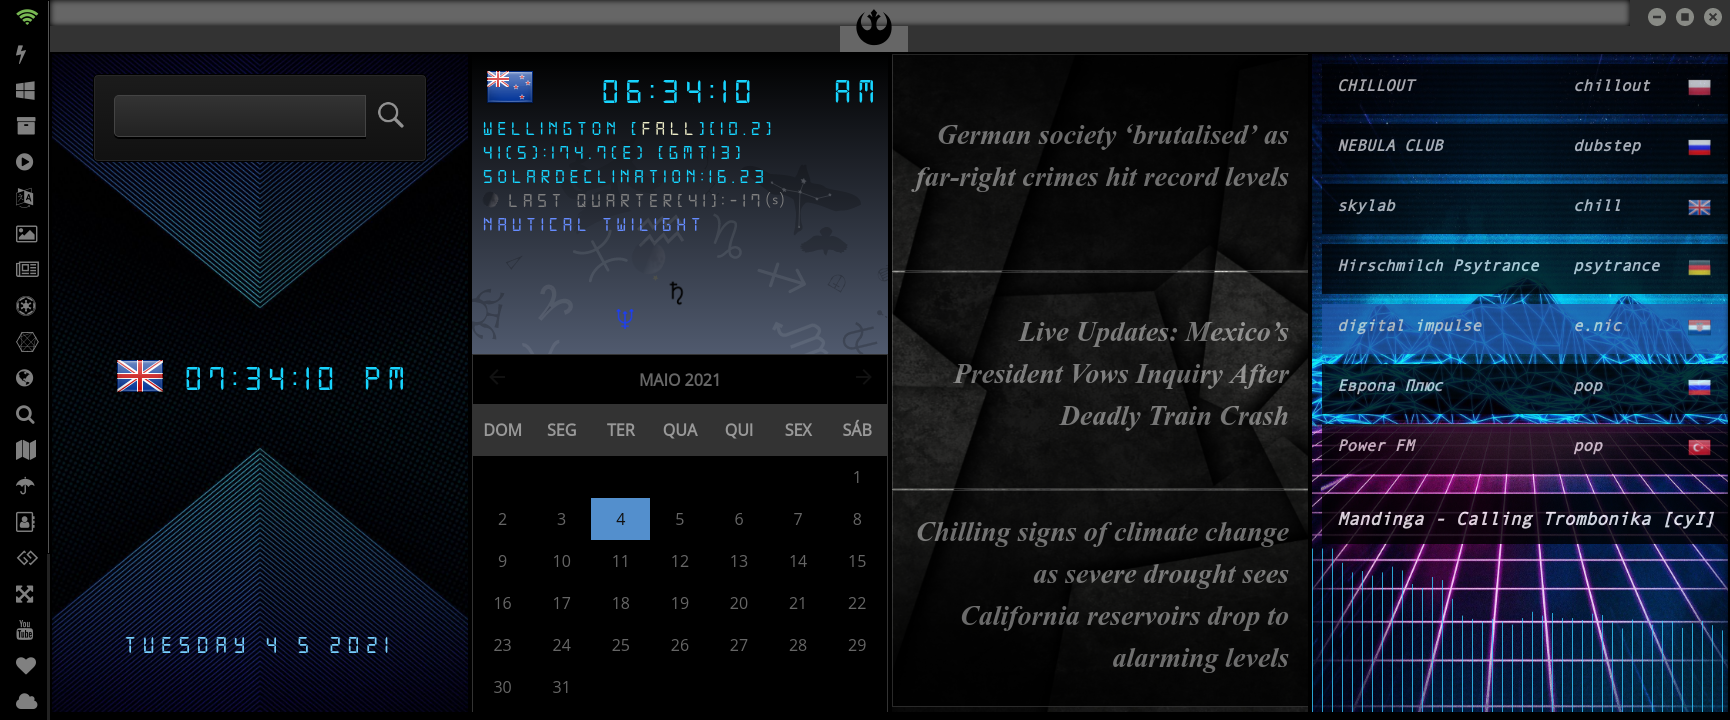 07:34:10 PM
TUESDAY 4 5 2021
06:34:10 AM
WELLINGTON [FALL][10.2]
41(S):174.7(E) [GMT13]
SOLARDECLINATION:16.23
LAST QUARTER[41]:-17(s)
NAUTICAL TWILIGHT
MAIO 2021
DOM SEG TER QUA QUI SEX SÁB
1
2 3 4 5 6 7 8
9 10 11 12 13 14 15
16 17 18 19 20 21 22
23 24 25 26 27 28 29
30 31
German society ‘brutalised’ as
far-right crimes hit record levels
Live Updates: Mexico’s
President Vows Inquiry After
Deadly Train Crash
Chilling signs of climate change
as severe drought sees
California reservoirs drop to
alarming levels
CHILLOUT chillout
NEBULA CLUB dubstep
skylab chill
Hirschmilch Psytrance psytrance
digital impulse e.nic
Европа Плюс pop
Power FM pop
Mandinga - Calling Trombonika [cyI]
You
Tube